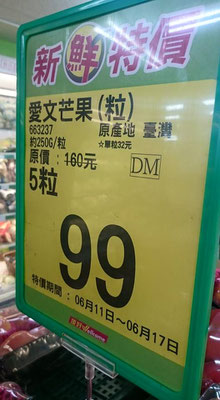 新鮮特價
愛文芒果(粒)
663237 原產地 臺灣
約250G/粒 ☆單粒32元
原價:160元
5粒 DM
99
特價期間:06月11日~06月17日